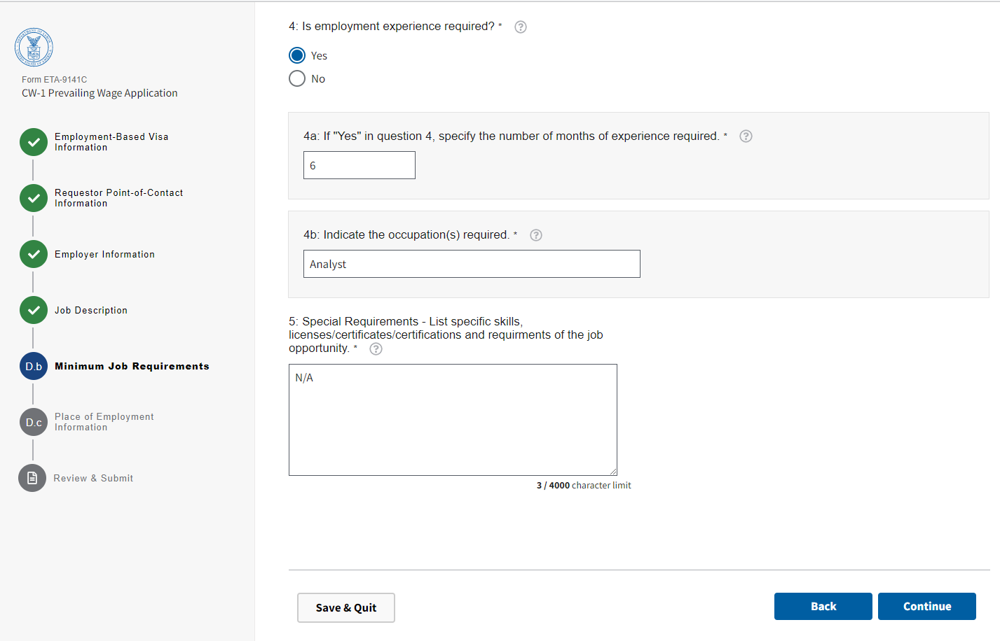 Form ETA-9141C
CW-1 Prevailing Wage Application
Employment-Based Visa
Information
Requestor Point-of-Contact
Information
Employer Information
Job Description
D.b
Minimum Job Requirements
D.c
Place of Employment
Information
Review & Submit
4: Is employment experience required? *
Yes
No
4a: If "Yes" in question 4, specify the number of months of experience required. *
6
4b: Indicate the occupation(s) required. *
Analyst
5: Special Requirements - List specific skills,
licenses/certificates/certifications and requirments of the job
opportunity. *
N/A
3 / 4000 character limit
Save & Quit
Back
Continue